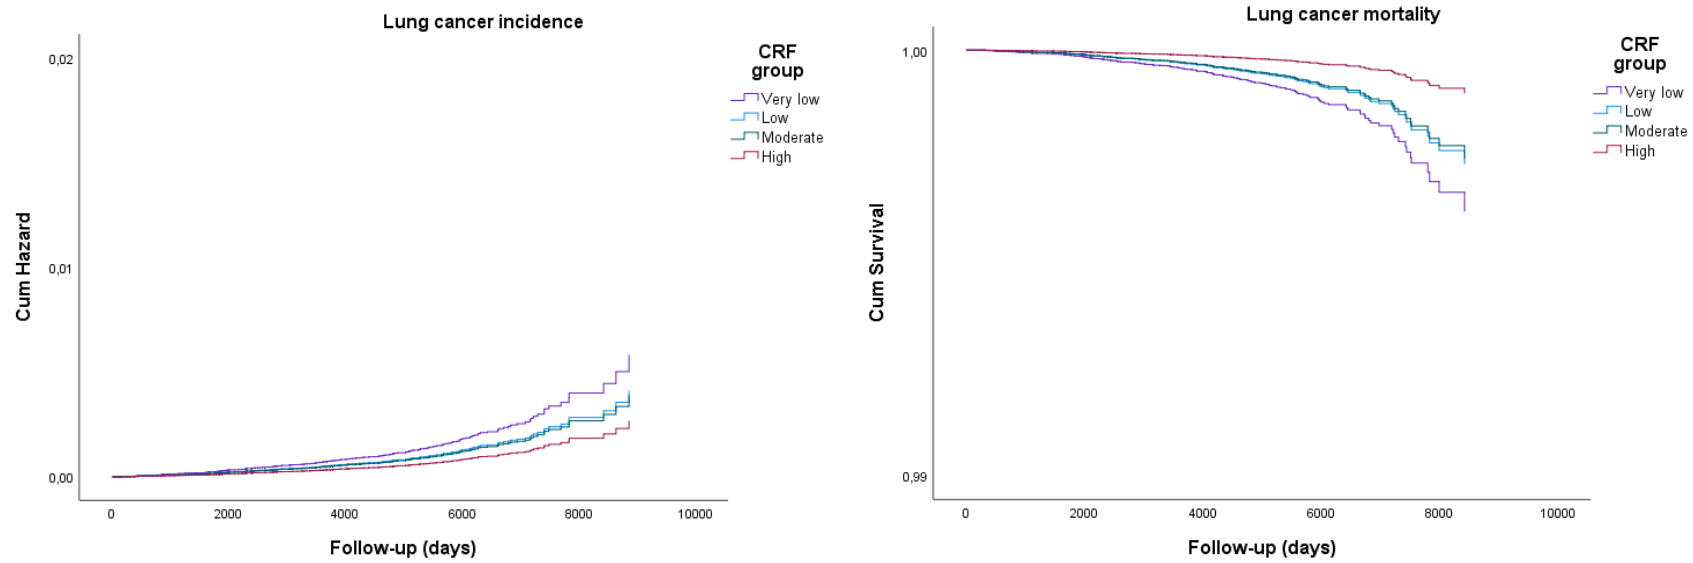 Lung cancer incidence
0,02
0,01
0,00
Cum Hazard
0
2000
4000
6000
8000
10000
Follow-up (days)
CRF
group
Very low
Low
Moderate
High
Lung cancer mortality
1,00
0,99
Cum Survival
0
2000
4000
6000
8000
10000
Follow-up (days)
CRF
group
Very low
Low
Moderate
High